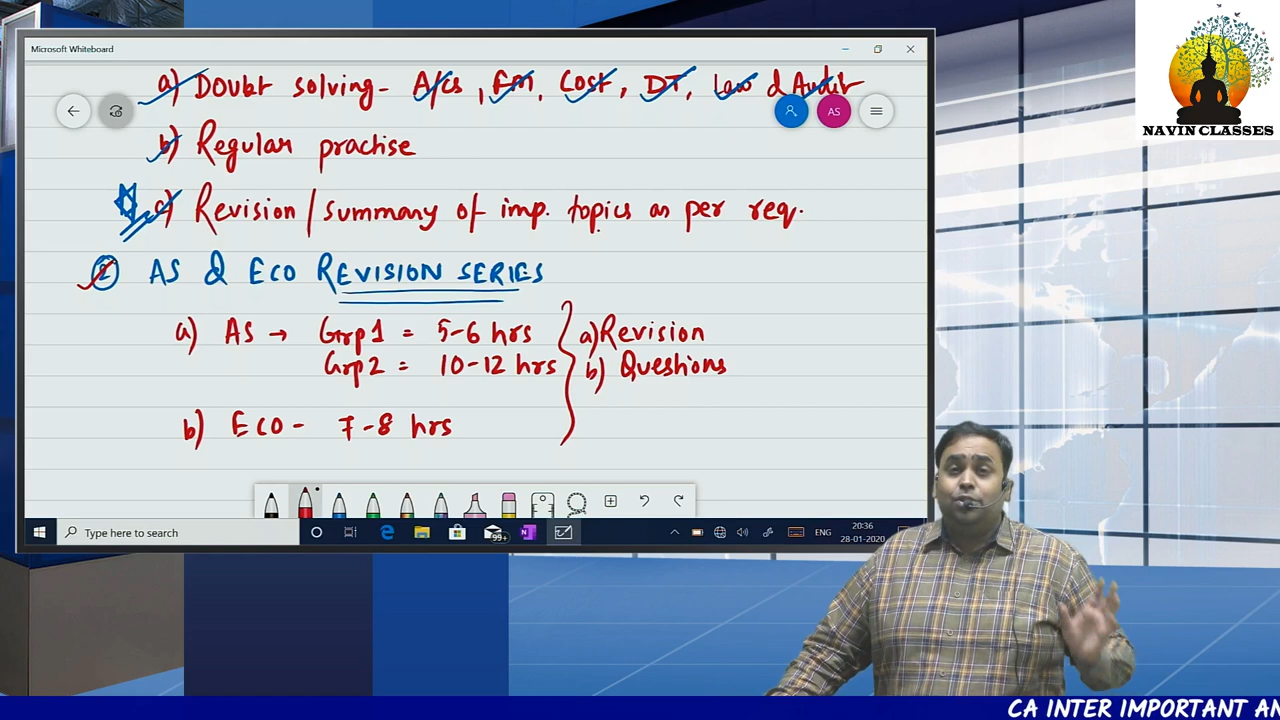 Microsoft Whiteboard
a) Doubt solving - A/cs, FM, Cost, DT, Law & Audit
AS
b) Regular practise
c) Revision / summary of imp. topics as per req.
NAVIN CLASSES
2 AS & ECO REVISION SERIES
a) AS → Grp1 = 5-6 hrs a) Revision
Grp2 = 10-12 hrs b) Questions
b) ECO - 7-8 hrs
Type here to search
99+
ENG
20:36
28-01-2020
CA INTER IMPORTANT AN